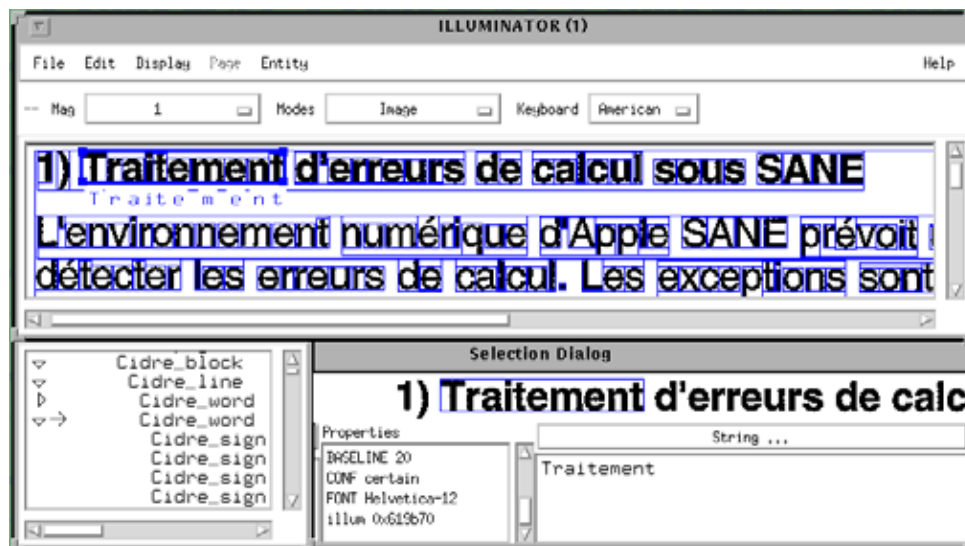 ILLUMINATOR (1)
File Edit Display Page Entity Help
-- Mag 1 Modes Image Keyboard American
1) Traitement d'erreurs de calcul sous SANE
Traitement
L'environnement numérique d'Apple SANE prévoit
détecter les erreurs de calcul. Les exceptions sont
Cidre_block
Cidre_line
Cidre_word
Cidre_word
Cidre_sign
Cidre_sign
Cidre_sign
Cidre_sign
Selection Dialog
1) Traitement d'erreurs de calc
Properties
BASELINE 20
CONF certain
FONT Helvetica-12
illum 0x619b70
String ...
Traitement